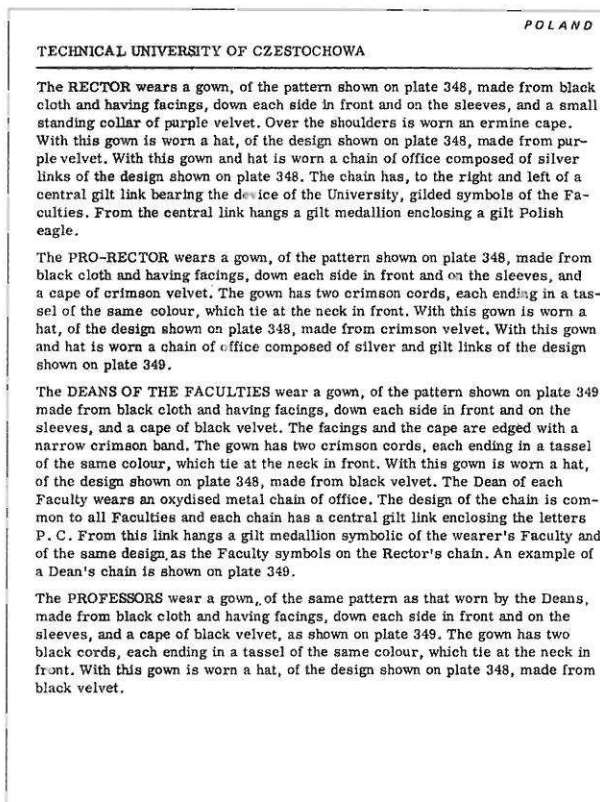 POLAND
TECHNICAL UNIVERSITY OF CZESTOCHOWA
The RECTOR wears a gown, of the pattern shown on plate 348, made from black
cloth and having facings, down each side in front and on the sleeves, and a small
standing collar of purple velvet. Over the shoulders is worn an ermine cape.
With this gown is worn a hat, of the design shown on plate 348, made from pur-
ple velvet. With this gown and hat is worn a chain of office composed of silver
links of the design shown on plate 348. The chain has, to the right and left of a
central gilt link bearing the device of the University, gilded symbols of the Fa-
culties. From the central link hangs a gilt medallion enclosing a gilt Polish
eagle.
The PRO-RECTOR wears a gown, of the pattern shown on plate 348, made from
black cloth and having facings, down each side in front and on the sleeves, and
a cape of crimson velvet. The gown has two crimson cords, each ending in a tas-
sel of the same colour, which tie at the neck in front. With this gown is worn a
hat, of the design shown on plate 348, made from crimson velvet. With this gown
and hat is worn a chain of office composed of silver and gilt links of the design
shown on plate 349.
The DEANS OF THE FACULTIES wear a gown, of the pattern shown on plate 349
made from black cloth and having facings, down each side in front and on the
sleeves, and a cape of black velvet. The facings and the cape are edged with a
narrow crimson band. The gown has two crimson cords, each ending in a tassel
of the same colour, which tie at the neck in front. With this gown is worn a hat,
of the design shown on plate 348, made from black velvet. The Dean of each
Faculty wears an oxydised metal chain of office. The design of the chain is com-
mon to all Faculties and each chain has a central gilt link enclosing the letters
P. C. From this link hangs a gilt medallion symbolic of the wearer's Faculty and
of the same design as the Faculty symbols on the Rector's chain. An example of
a Dean's chain is shown on plate 349.
The PROFESSORS wear a gown, of the same pattern as that worn by the Deans,
made from black cloth and having facings, down each side in front and on the
sleeves, and a cape of black velvet, as shown on plate 349. The gown has two
black cords, each ending in a tassel of the same colour, which tie at the neck in
front. With this gown is worn a hat, of the design shown on plate 348, made from
black velvet.